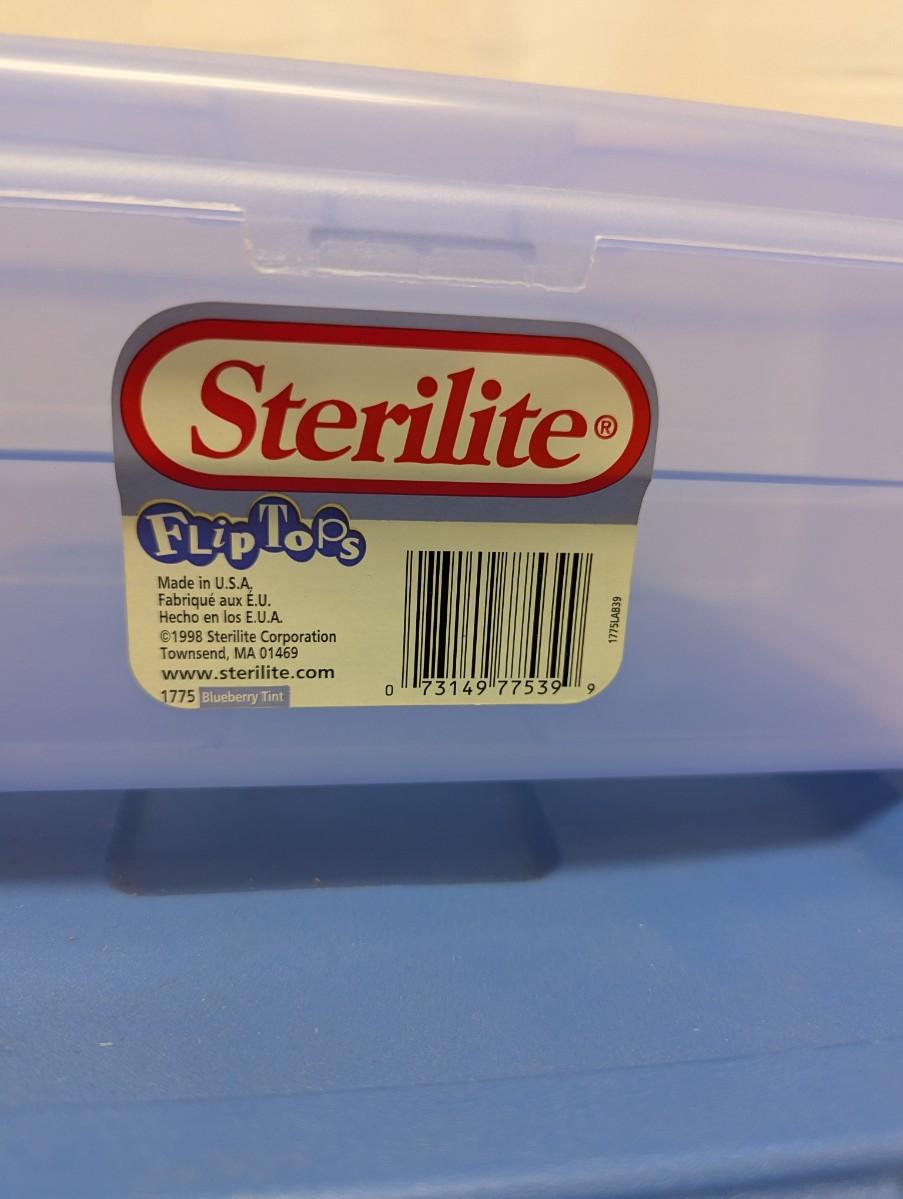 Sterilite®
FLipToPs
Made in U.S.A.
Fabriqué aux É.U.
Hecho en los E.U.A.
©1998 Sterilite Corporation
Townsend, MA 01469
www.sterilite.com
1775 Blueberry Tint
0 73149 77539 9
1775LAB39